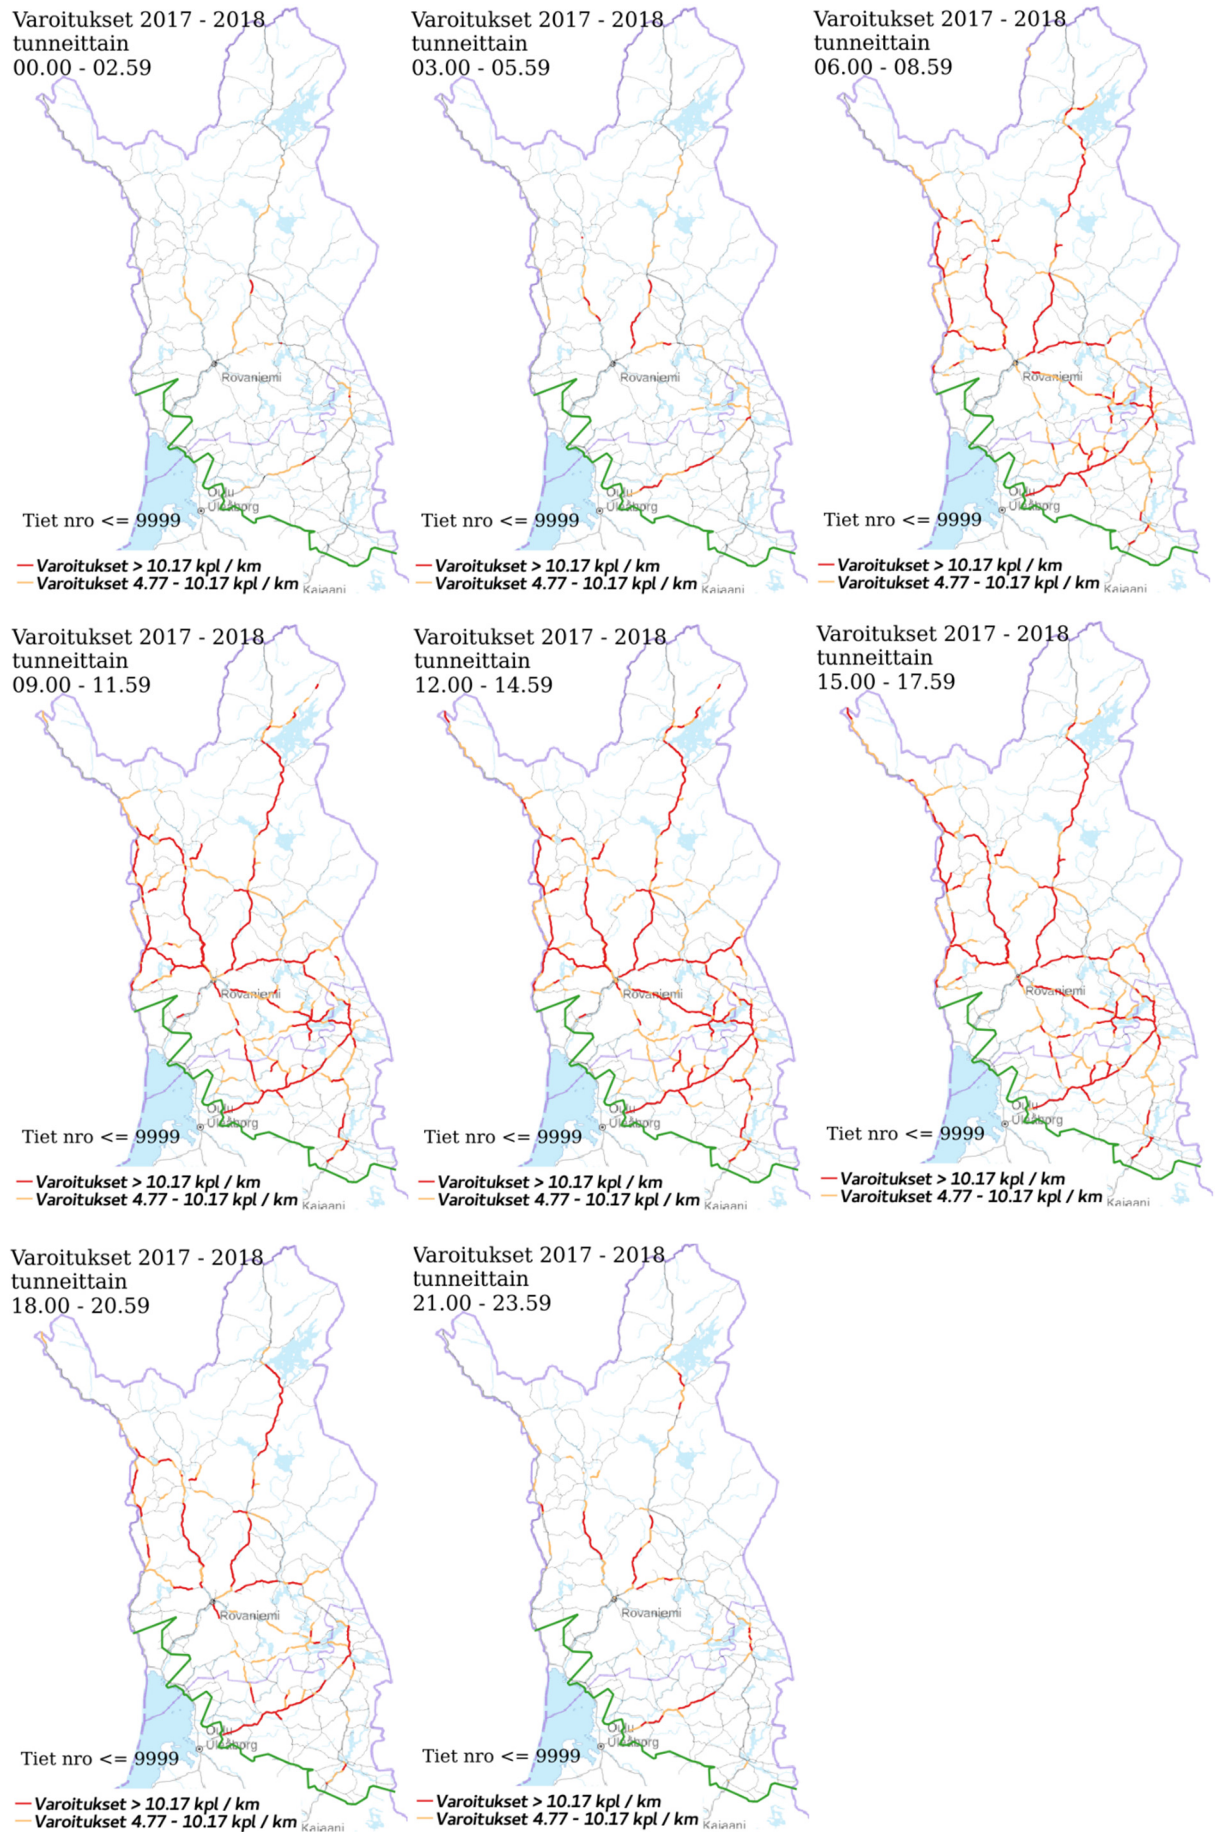 Varoitukset 2017 - 2018
tunneittain
00.00 - 02.59
Rovaniemi
Oulu
Uleåborg
Tiet nro <= 9999
Varoitukset > 10.17 kpl / km
Varoitukset 4.77 - 10.17 kpl / km
Kajaani
Varoitukset 2017 - 2018
tunneittain
03.00 - 05.59
Rovaniemi
Oulu
Uleåborg
Tiet nro <= 9999
Varoitukset > 10.17 kpl / km
Varoitukset 4.77 - 10.17 kpl / km
Kajaani
Varoitukset 2017 - 2018
tunneittain
06.00 - 08.59
Rovaniemi
Oulu
Uleåborg
Tiet nro <= 9999
Varoitukset > 10.17 kpl / km
Varoitukset 4.77 - 10.17 kpl / km
Kajaani
Varoitukset 2017 - 2018
tunneittain
09.00 - 11.59
Rovaniemi
Oulu
Uleåborg
Tiet nro <= 9999
Varoitukset > 10.17 kpl / km
Varoitukset 4.77 - 10.17 kpl / km
Kajaani
Varoitukset 2017 - 2018
tunneittain
12.00 - 14.59
Rovaniemi
Oulu
Uleåborg
Tiet nro <= 9999
Varoitukset > 10.17 kpl / km
Varoitukset 4.77 - 10.17 kpl / km
Kajaani
Varoitukset 2017 - 2018
tunneittain
15.00 - 17.59
Rovaniemi
Oulu
Uleåborg
Tiet nro <= 9999
Varoitukset > 10.17 kpl / km
Varoitukset 4.77 - 10.17 kpl / km
Kajaani
Varoitukset 2017 - 2018
tunneittain
18.00 - 20.59
Rovaniemi
Oulu
Uleåborg
Tiet nro <= 9999
Varoitukset > 10.17 kpl / km
Varoitukset 4.77 - 10.17 kpl / km
Kajaani
Varoitukset 2017 - 2018
tunneittain
21.00 - 23.59
Rovaniemi
Oulu
Uleåborg
Tiet nro <= 9999
Varoitukset > 10.17 kpl / km
Varoitukset 4.77 - 10.17 kpl / km
Kajaani